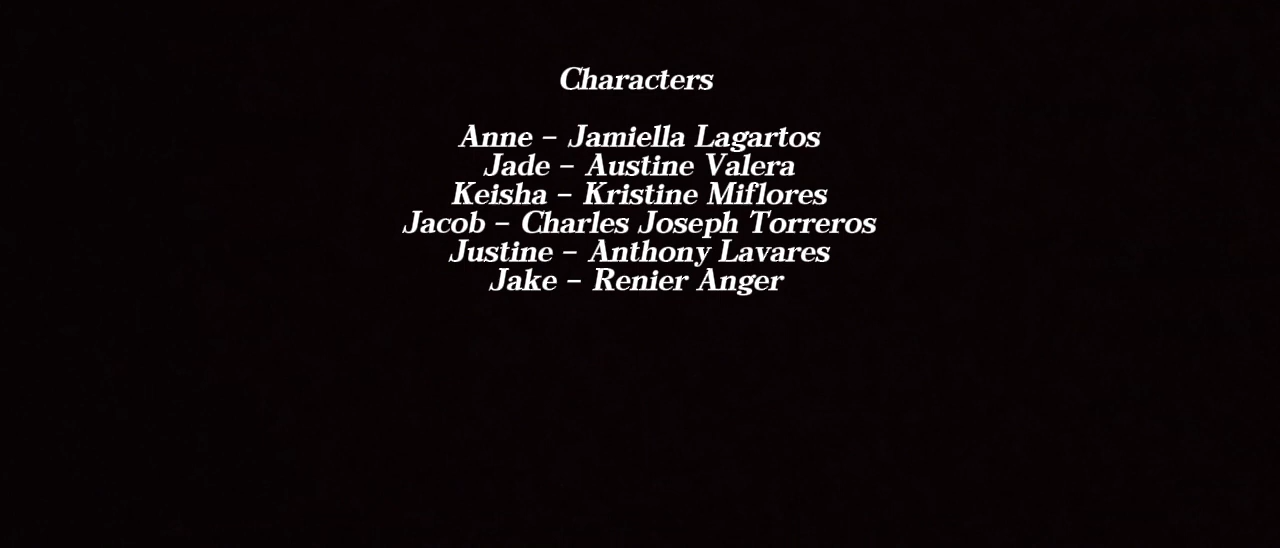 Characters
Anne – Jamiella Lagartos
Jade – Austine Valera
Keisha – Kristine Miflores
Jacob – Charles Joseph Torreros
Justine – Anthony Lavares
Jake – Renier Anger